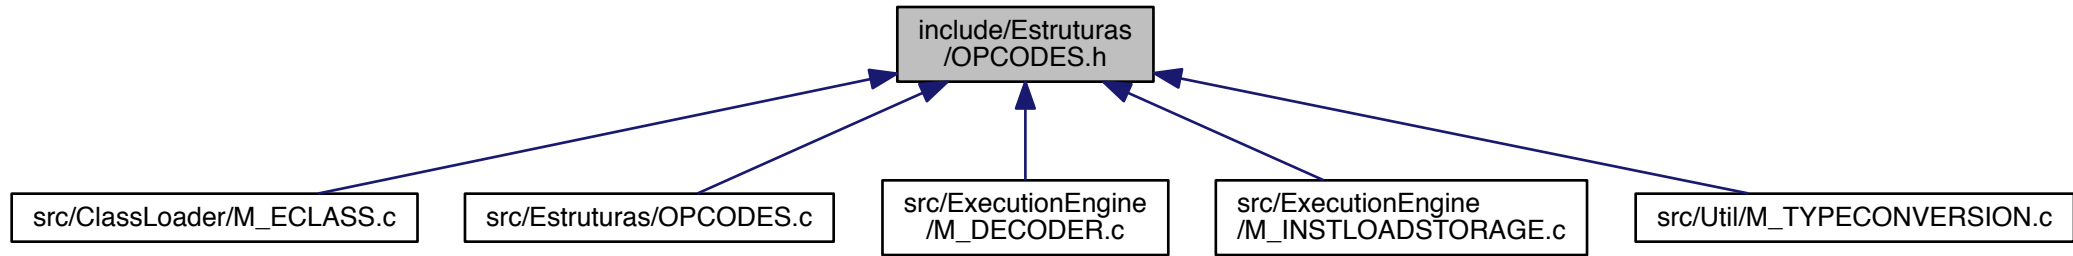 include/Estruturas
/OPCODES.h
src/ClassLoader/M_ECLASS.c
src/Estruturas/OPCODES.c
src/ExecutionEngine
/M_DECODER.c
src/ExecutionEngine
/M_INSTLOADSTORAGE.c
src/Util/M_TYPECONVERSION.c